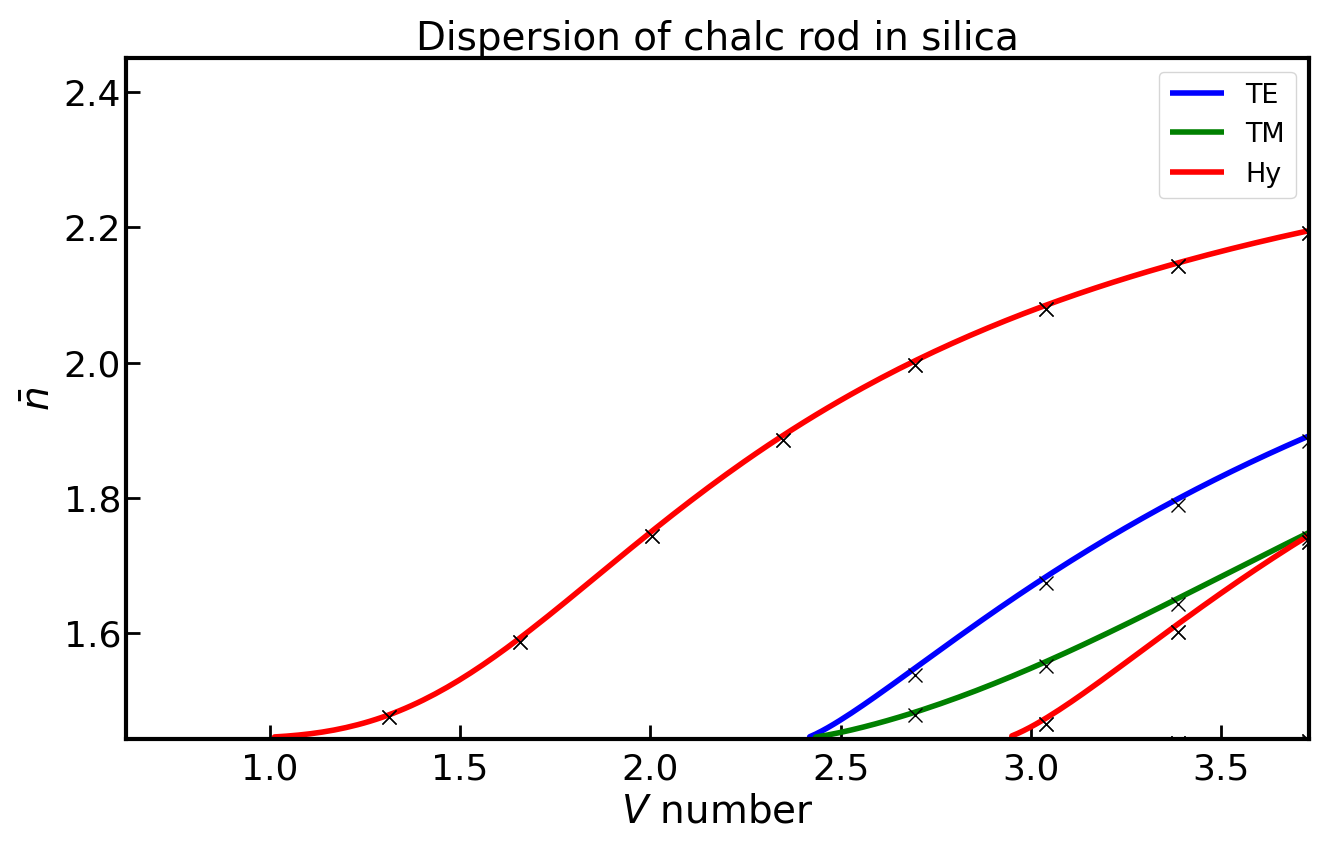 Dispersion of chalc rod in silica
TE
TM
Hy
2.4
2.2
2.0
1.8
1.6
n̄
1.0 1.5 2.0 2.5 3.0 3.5
V number